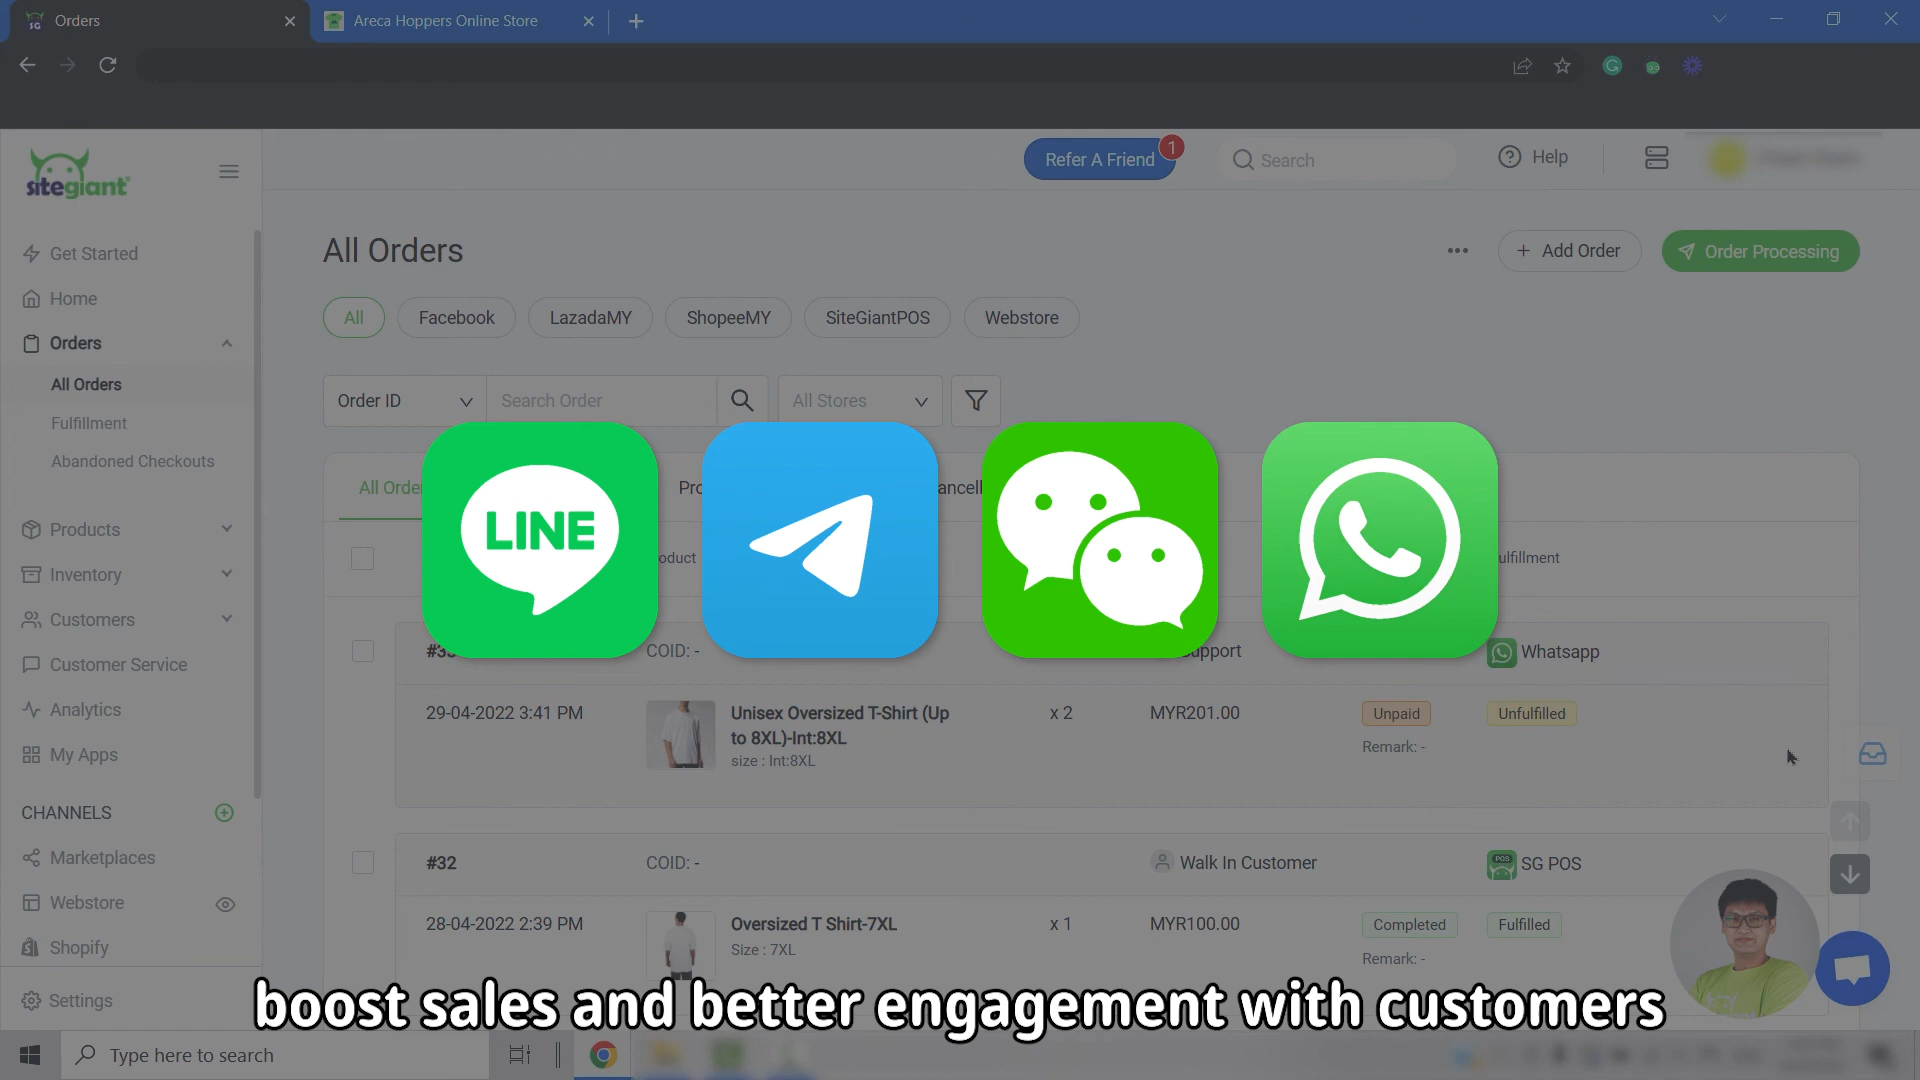 SG Orders
Areca Hoppers Online Store
sitegiant
Refer A Friend
1
Search
Help
Get Started
Home
Orders
All Orders
Fulfillment
Abandoned Checkouts
Products
Inventory
Customers
Customer Service
Analytics
My Apps
CHANNELS
Marketplaces
Webstore
Shopify
Settings
All Orders
+ Add Order
Order Processing
All
Facebook
LazadaMY
ShopeeMY
SiteGiantPOS
Webstore
Order ID
Search Order
All Stores
LINE
COID: -
Whatsapp
29-04-2022 3:41 PM
Unisex Oversized T-Shirt (Up
to 8XL)-Int:8XL
size : Int:8XL
x 2
MYR201.00
Unpaid
Unfulfilled
Remark: -
#32
COID: -
Walk In Customer
POS
SG POS
28-04-2022 2:39 PM
Oversized T Shirt-7XL
Size : 7XL
x 1
MYR100.00
Completed
Fulfilled
Remark: -
boost sales and better engagement with customers
Type here to search